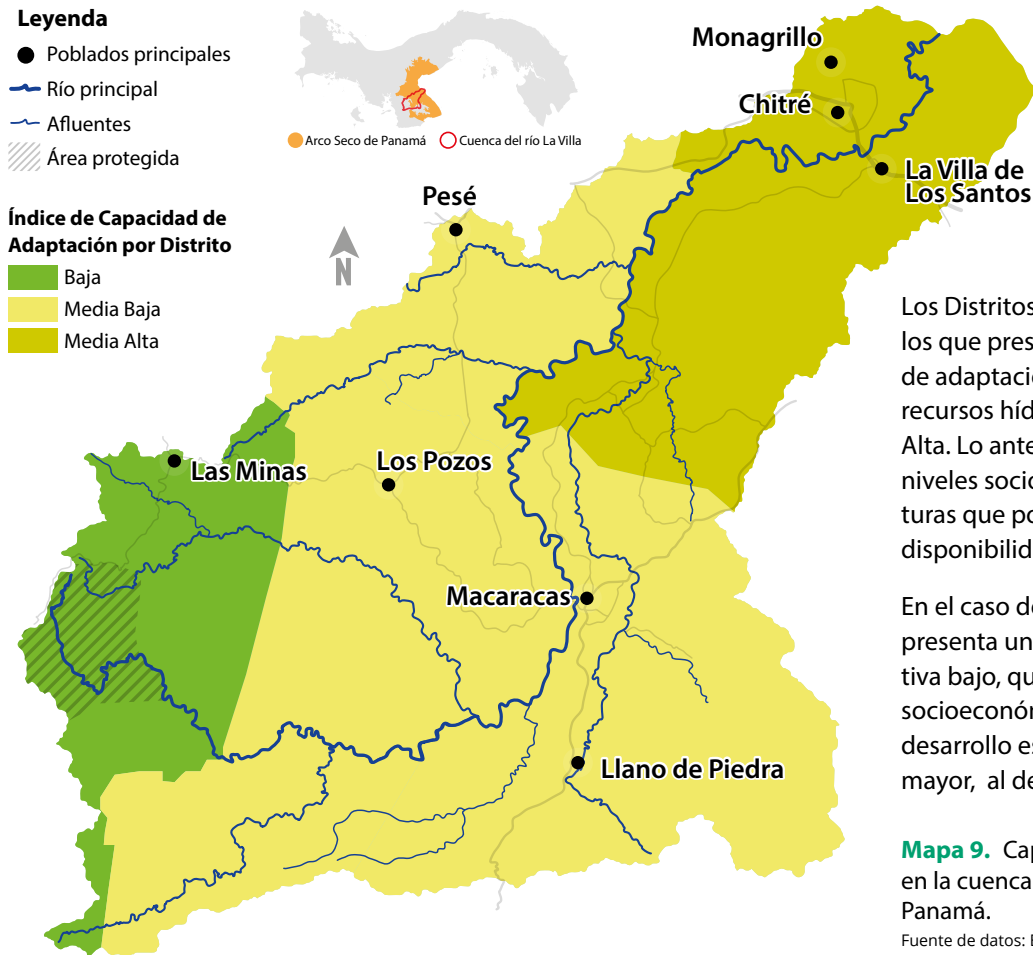 Leyenda
Poblados principales
Río principal
Afluentes
Área protegida
Índice de Capacidad de
Adaptación por Distrito
Baja
Media Baja
Media Alta
Arco Seco de Panamá
Cuenca del río La Villa
N
Monagrillo
Chitré
La Villa de
Los Santos
Pesé
Las Minas
Los Pozos
Macaracas
Llano de Piedra
Los Distritos
los que pres
de adaptació
recursos híd
Alta. Lo ante
niveles socio
turas que po
disponibilid
En el caso de
presenta un
tiva bajo, qu
socioeconór
desarrollo es
mayor, al de
Mapa 9. Cap
en la cuenca
Panamá.
Fuente de datos: E